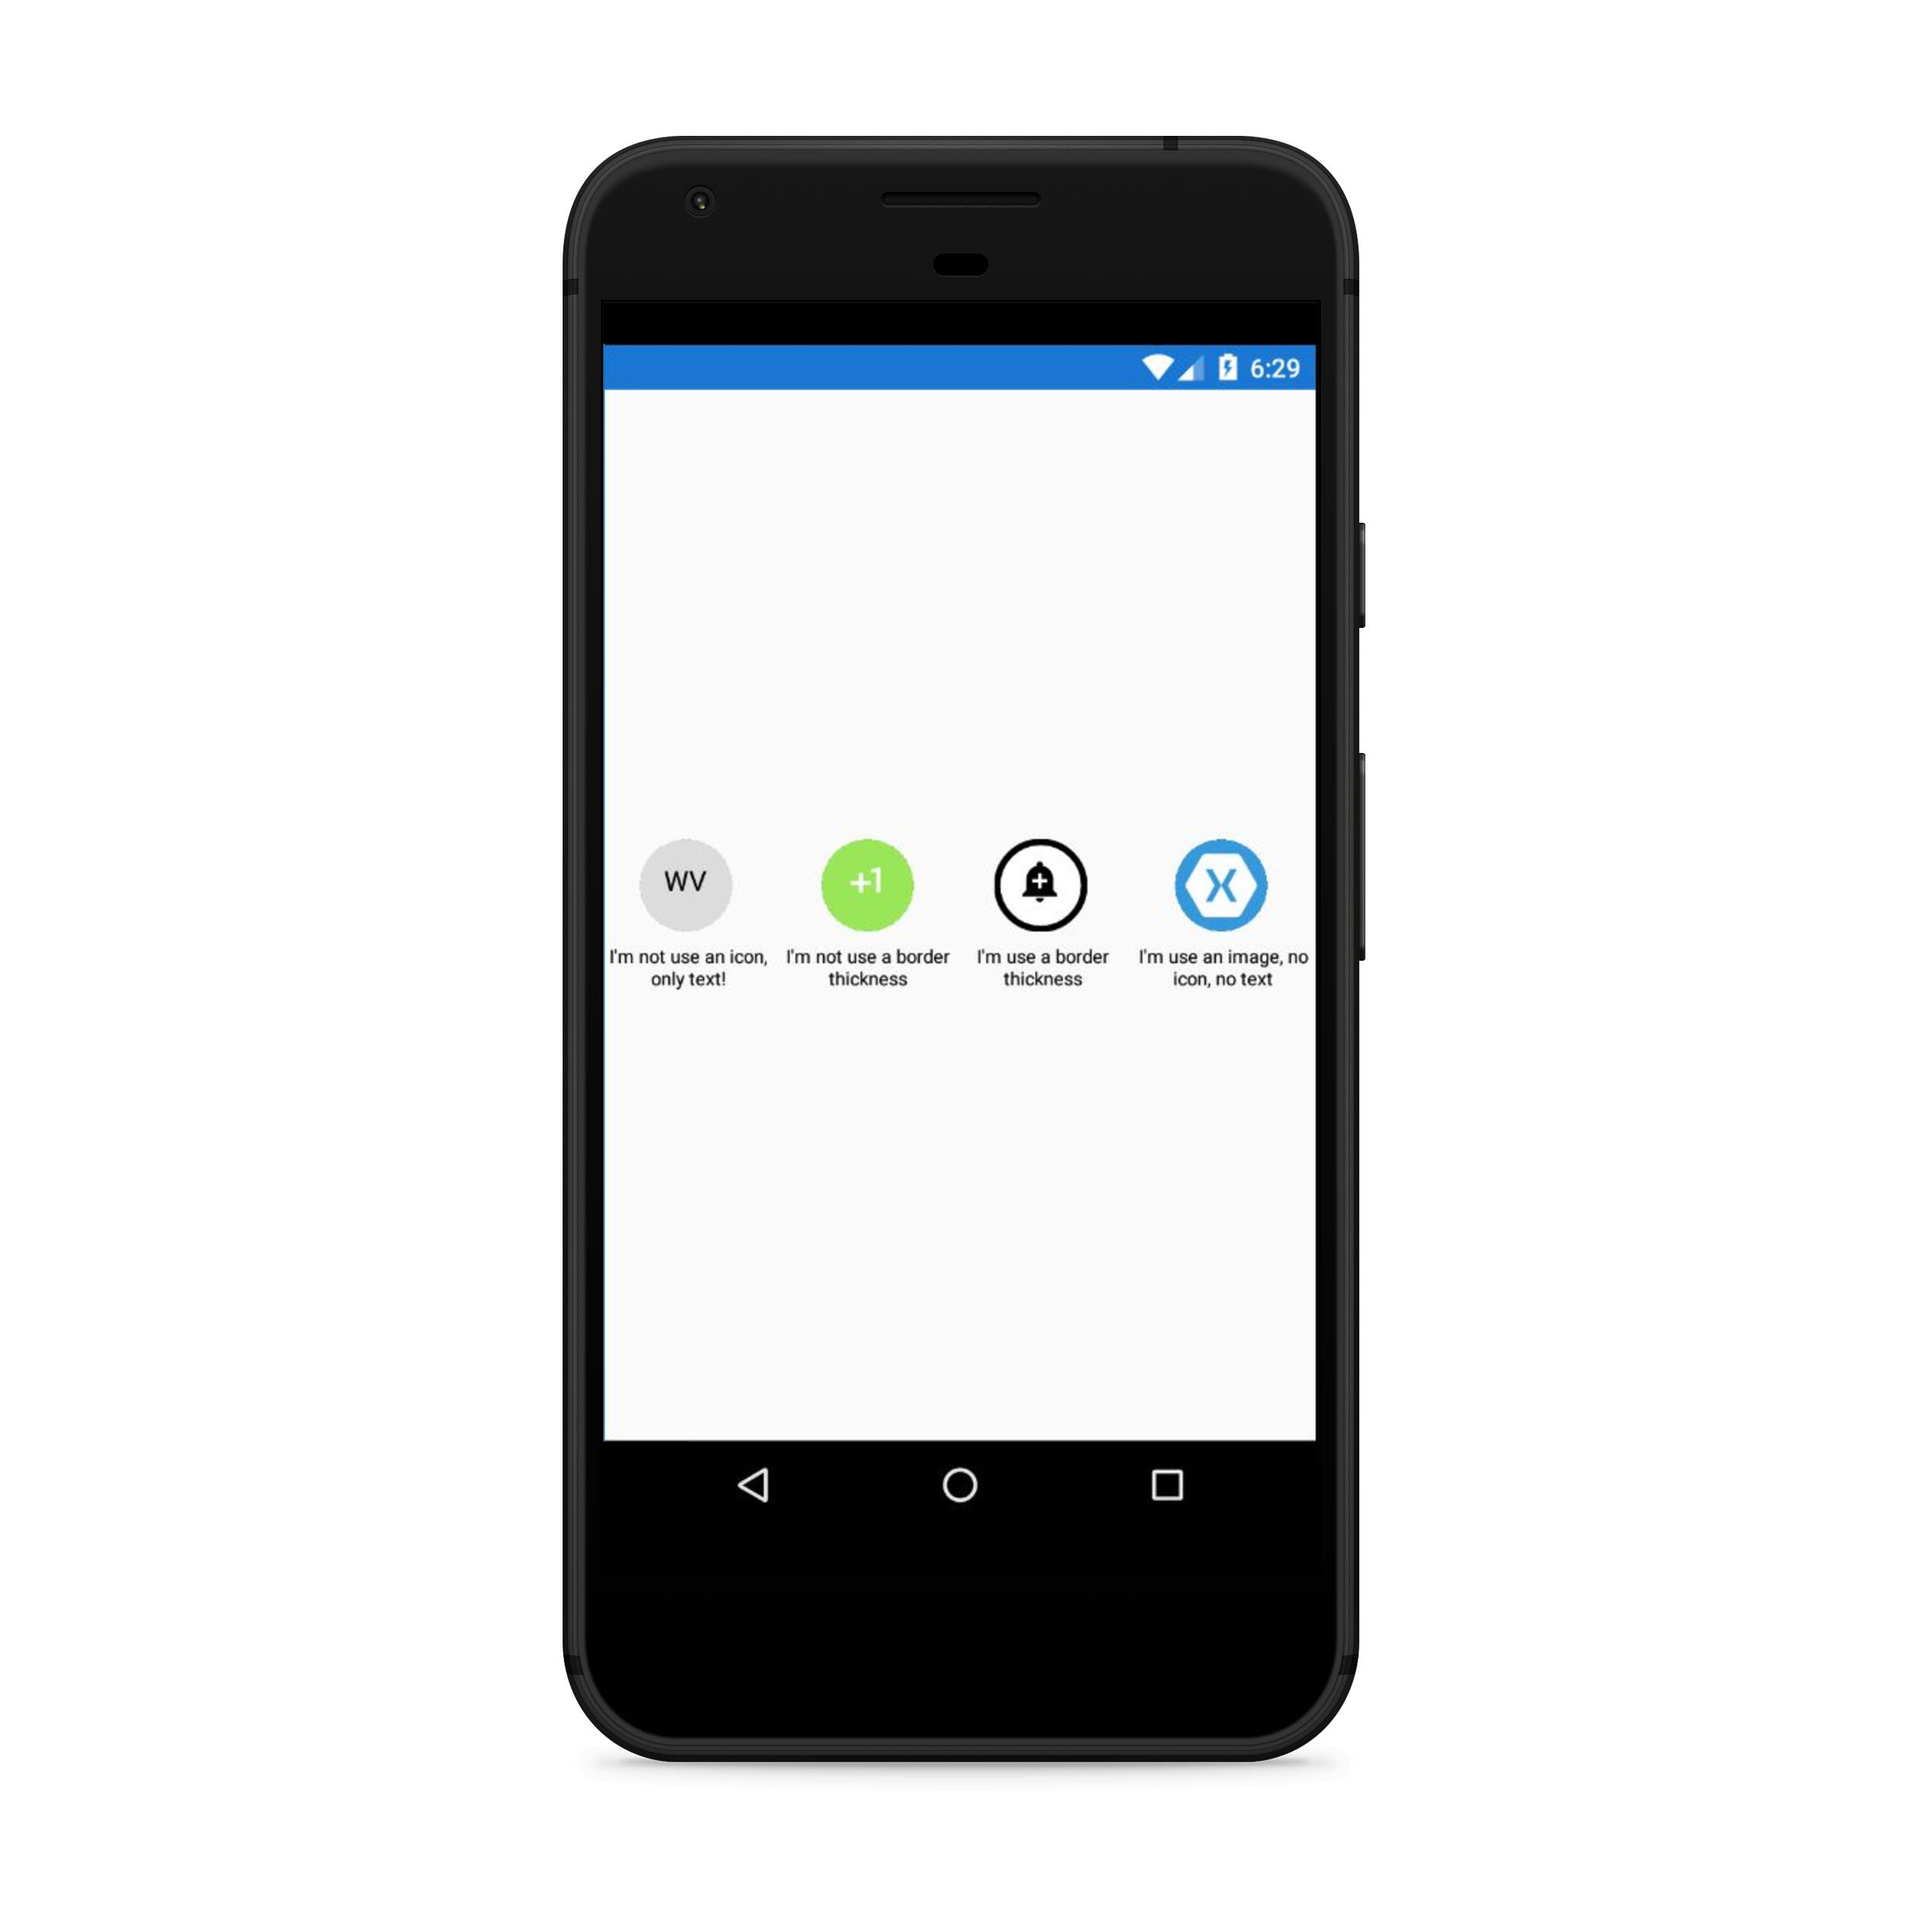 6:29
WV
+1
I'm not use an icon,
only text!
I'm not use a border
thickness
I'm use a border
thickness
I'm use an image, no
icon, no text